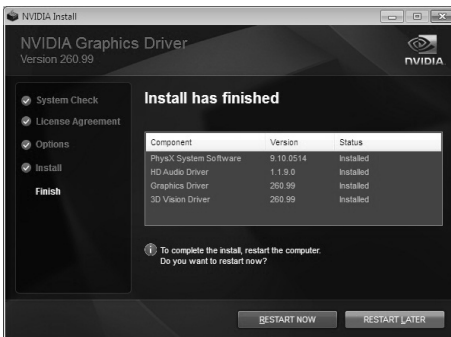 NVIDIA Install
NVIDIA Graphics Driver
Version 260.99
NVIDIA
System Check
License Agreement
Options
Install
Finish
Install has finished
Component Version Status
PhysX System Software 9.10.0514 Installed
HD Audio Driver 1.1.9.0 Installed
Graphics Driver 260.99 Installed
3D Vision Driver 260.99 Installed
To complete the install, restart the computer.
Do you want to restart now?
RESTART NOW RESTART LATER